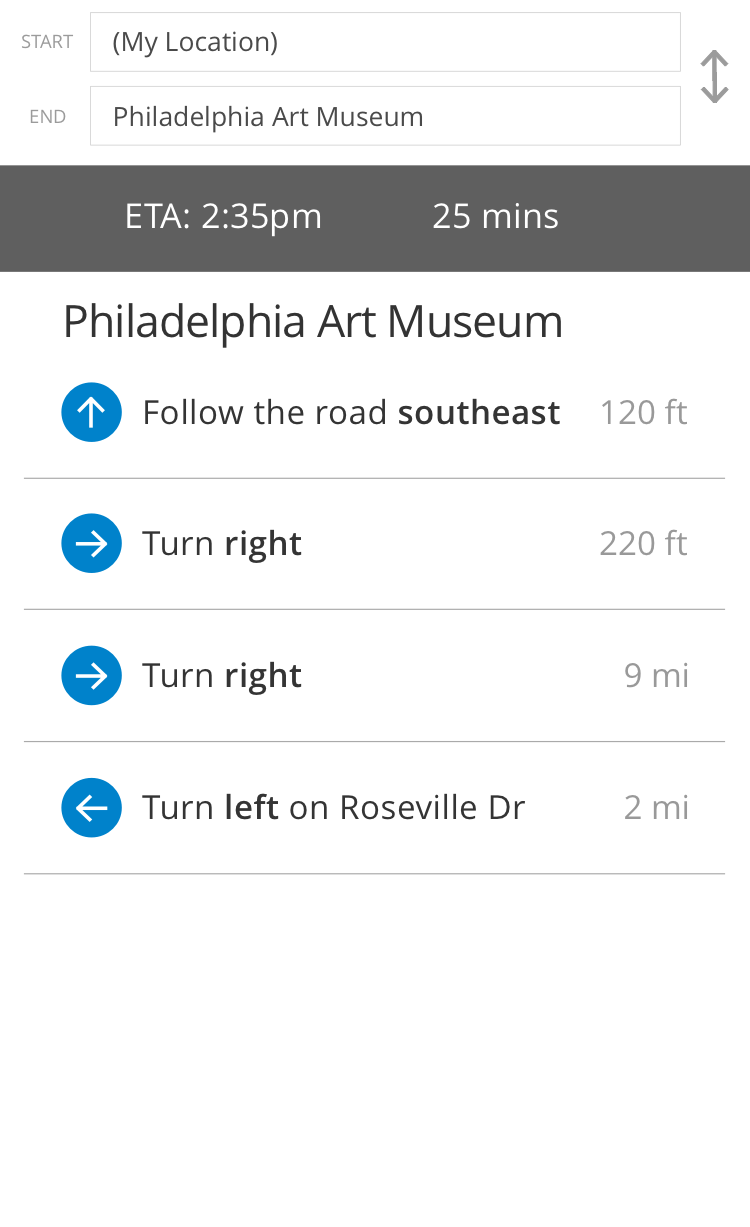 START (My Location)
END Philadelphia Art Museum
ETA: 2:35pm 25 mins
Philadelphia Art Museum
Follow the road southeast 120 ft
Turn right 220 ft
Turn right 9 mi
Turn left on Roseville Dr 2 mi